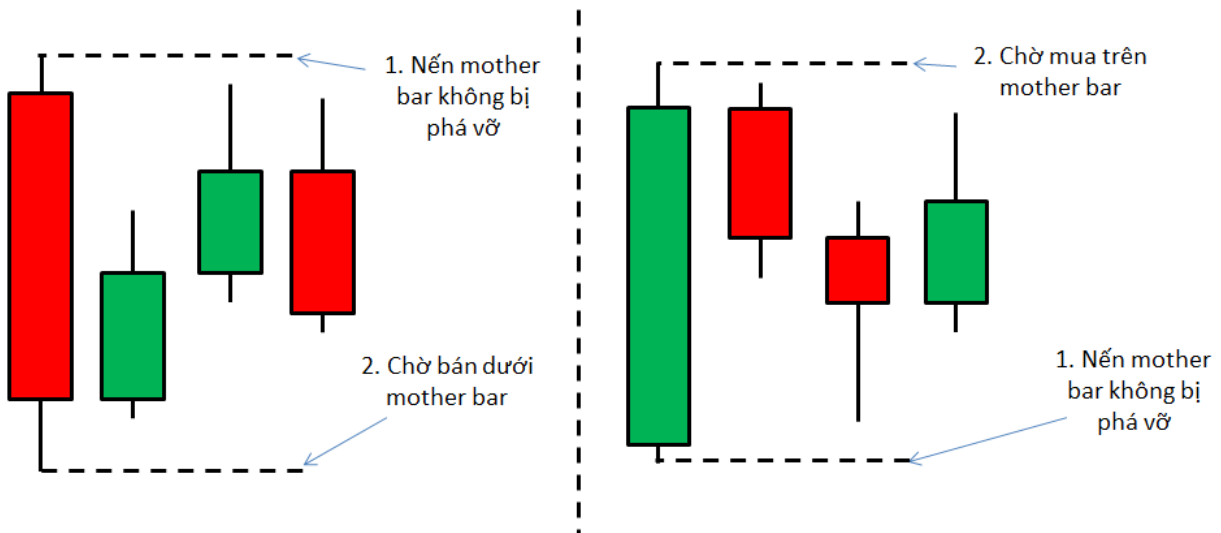 1. Nến mother
bar không bị
phá vỡ
2. Chờ bán dưới
mother bar
2. Chờ mua trên
mother bar
1. Nến mother
bar không bị
phá vỡ